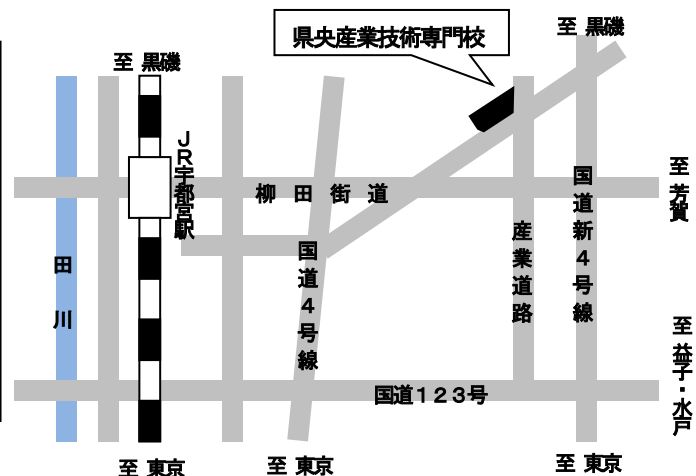 県央産業技術専門校
至 黒磯
至 黒磯
ＪＲ宇都宮駅
柳田街道
至 芳賀
国道新４号線
産業道路
国道４号線
田川
至 益子・水戸
国道１２３号
至 東京
至 東京
至 東京